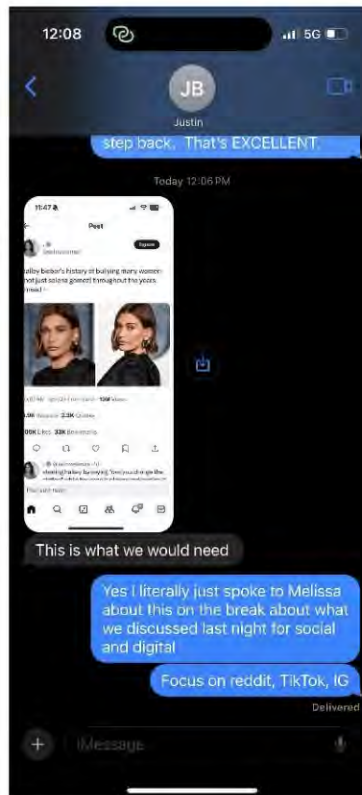 12:08
5G
JB
Justin
step back. That's EXCELLENT.
Today 12:06 PM
11:47
Post
hailey bieber's history of bullying many women
(not just selena gomez) throughout the years
thread
This is what we would need
Yes I literally just spoke to Melissa
about this on the break about what
we discussed last night for social
and digital
Focus on reddit, TikTok, IG
Delivered
iMessage